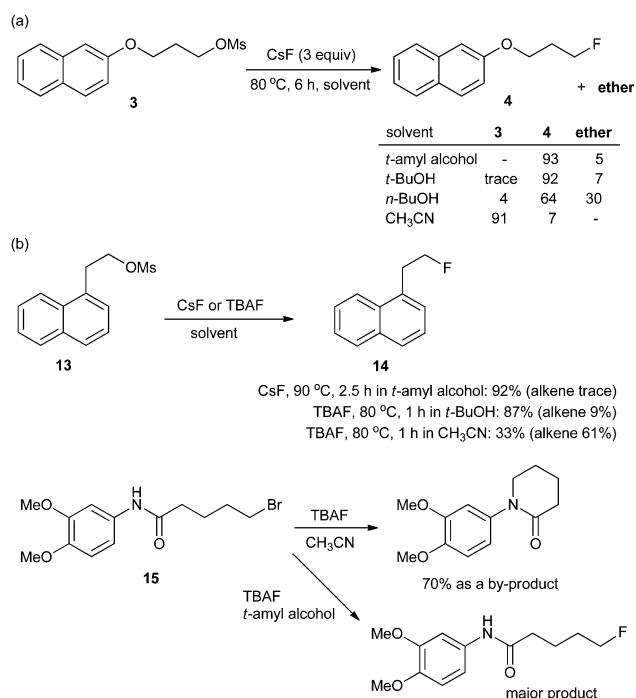 (a)
O OMs
3
CsF (3 equiv)
80 °C, 6 h, solvent
O F
4
+ ether
solvent 3 4 ether
t-amyl alcohol - 93 5
t-BuOH trace 92 7
n-BuOH 4 64 30
CH3CN 91 7 -
(b)
OMs
13
CsF or TBAF
solvent
F
14
CsF, 90 °C, 2.5 h in t-amyl alcohol: 92% (alkene trace)
TBAF, 80 °C, 1 h in t-BuOH: 87% (alkene 9%)
TBAF, 80 °C, 1 h in CH3CN: 33% (alkene 61%)
MeO
MeO
H
N
O
Br
15
TBAF
CH3CN
MeO
MeO
N
O
70% as a by-product
TBAF
t-amyl alcohol
MeO
MeO
H
N
O
F
major product